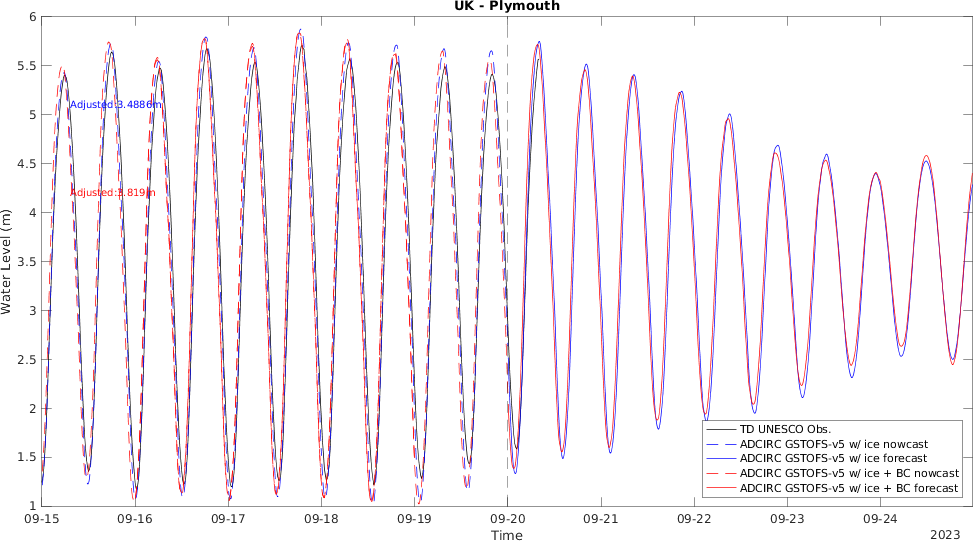 UK - Plymouth
6
5.5
5
4.5
4
3.5
3
2.5
2
1.5
1
Water Level (m)
Adjusted:3.4886m
Adjusted:3.819m
TD UNESCO Obs.
ADCIRC GSTOFS-v5 w/ ice nowcast
ADCIRC GSTOFS-v5 w/ ice forecast
ADCIRC GSTOFS-v5 w/ ice + BC nowcast
ADCIRC GSTOFS-v5 w/ ice + BC forecast
09-15 09-16 09-17 09-18 09-19 09-20 09-21 09-22 09-23 09-24
Time
2023